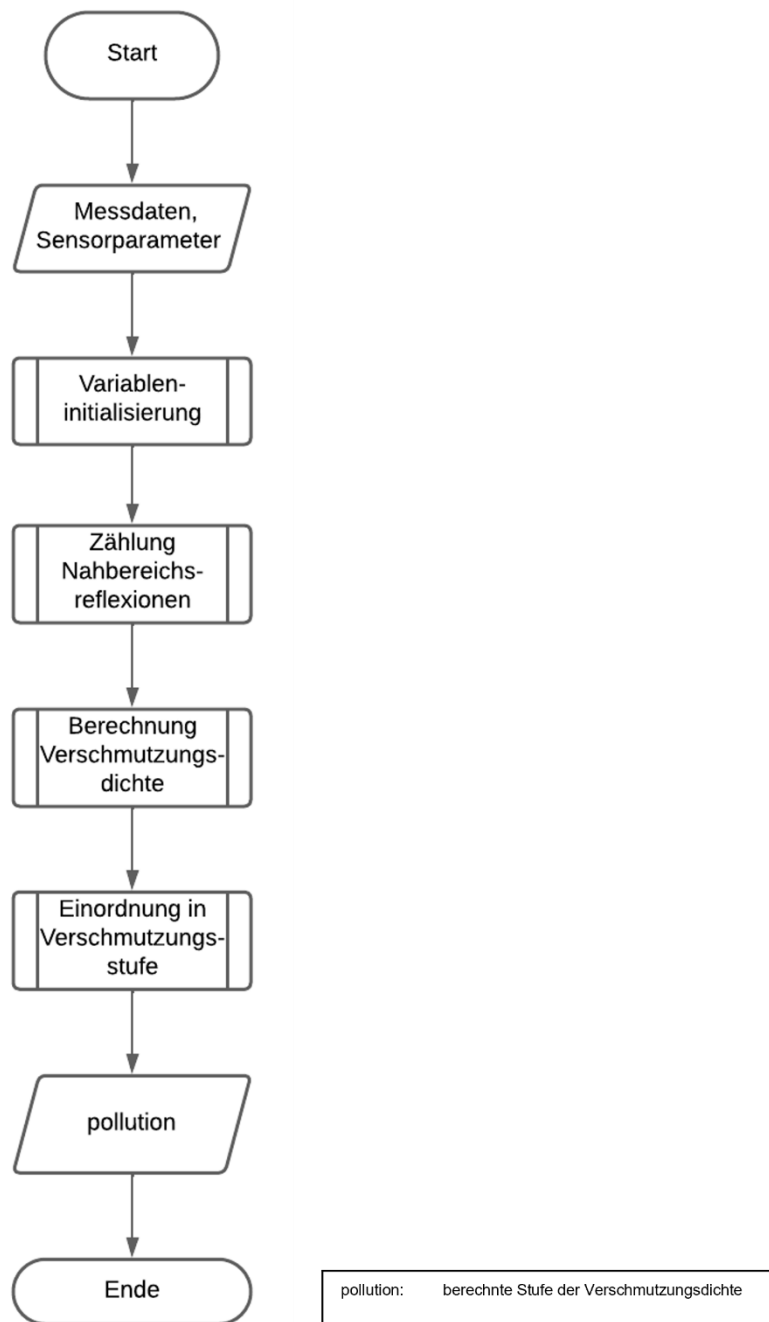 Start
Messdaten,
Sensorparameter
Variablen-
initialisierung
Zählung
Nahbereichs-
reflexionen
Berechnung
Verschmutzungs-
dichte
Einordnung in
Verschmutzungs-
stufe
pollution
Ende
pollution: berechnte Stufe der Verschmutzungsdichte